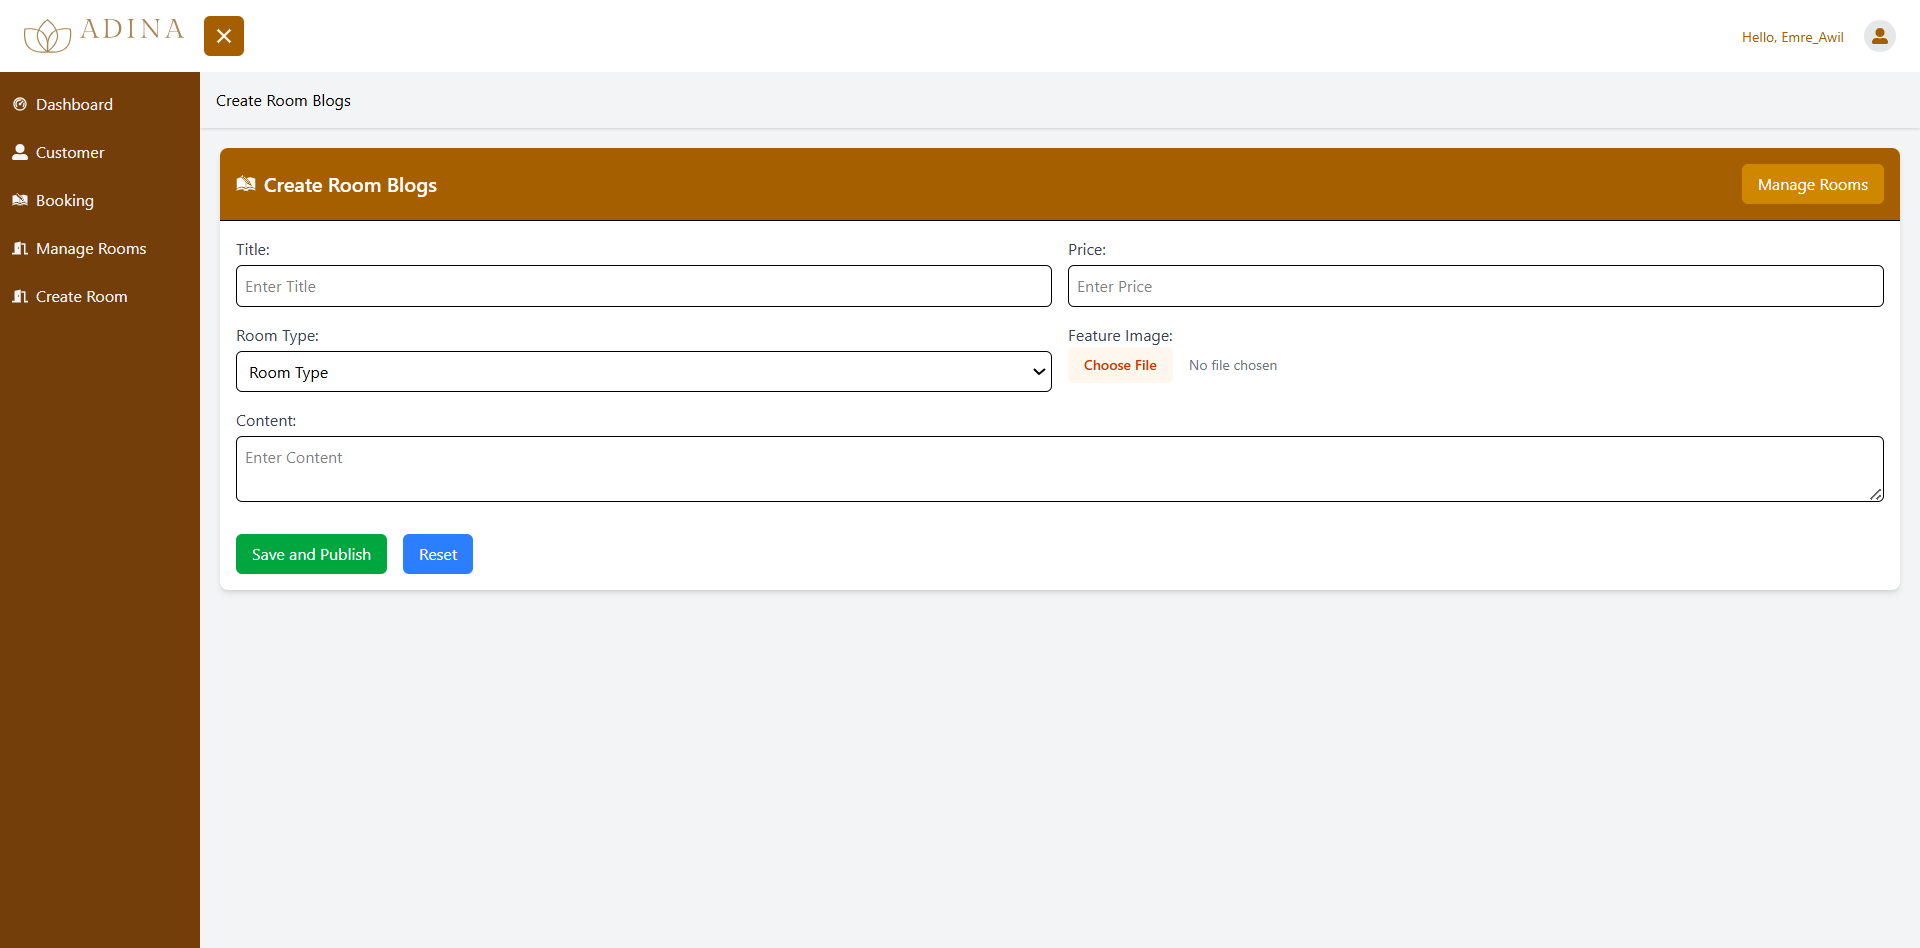 ADINA
Hello, Emre_Awil
Dashboard
Customer
Booking
Manage Rooms
Create Room
Create Room Blogs
Create Room Blogs
Manage Rooms
Title:
Enter Title
Price:
Enter Price
Room Type:
Room Type
Feature Image:
Choose File No file chosen
Content:
Enter Content
Save and Publish
Reset